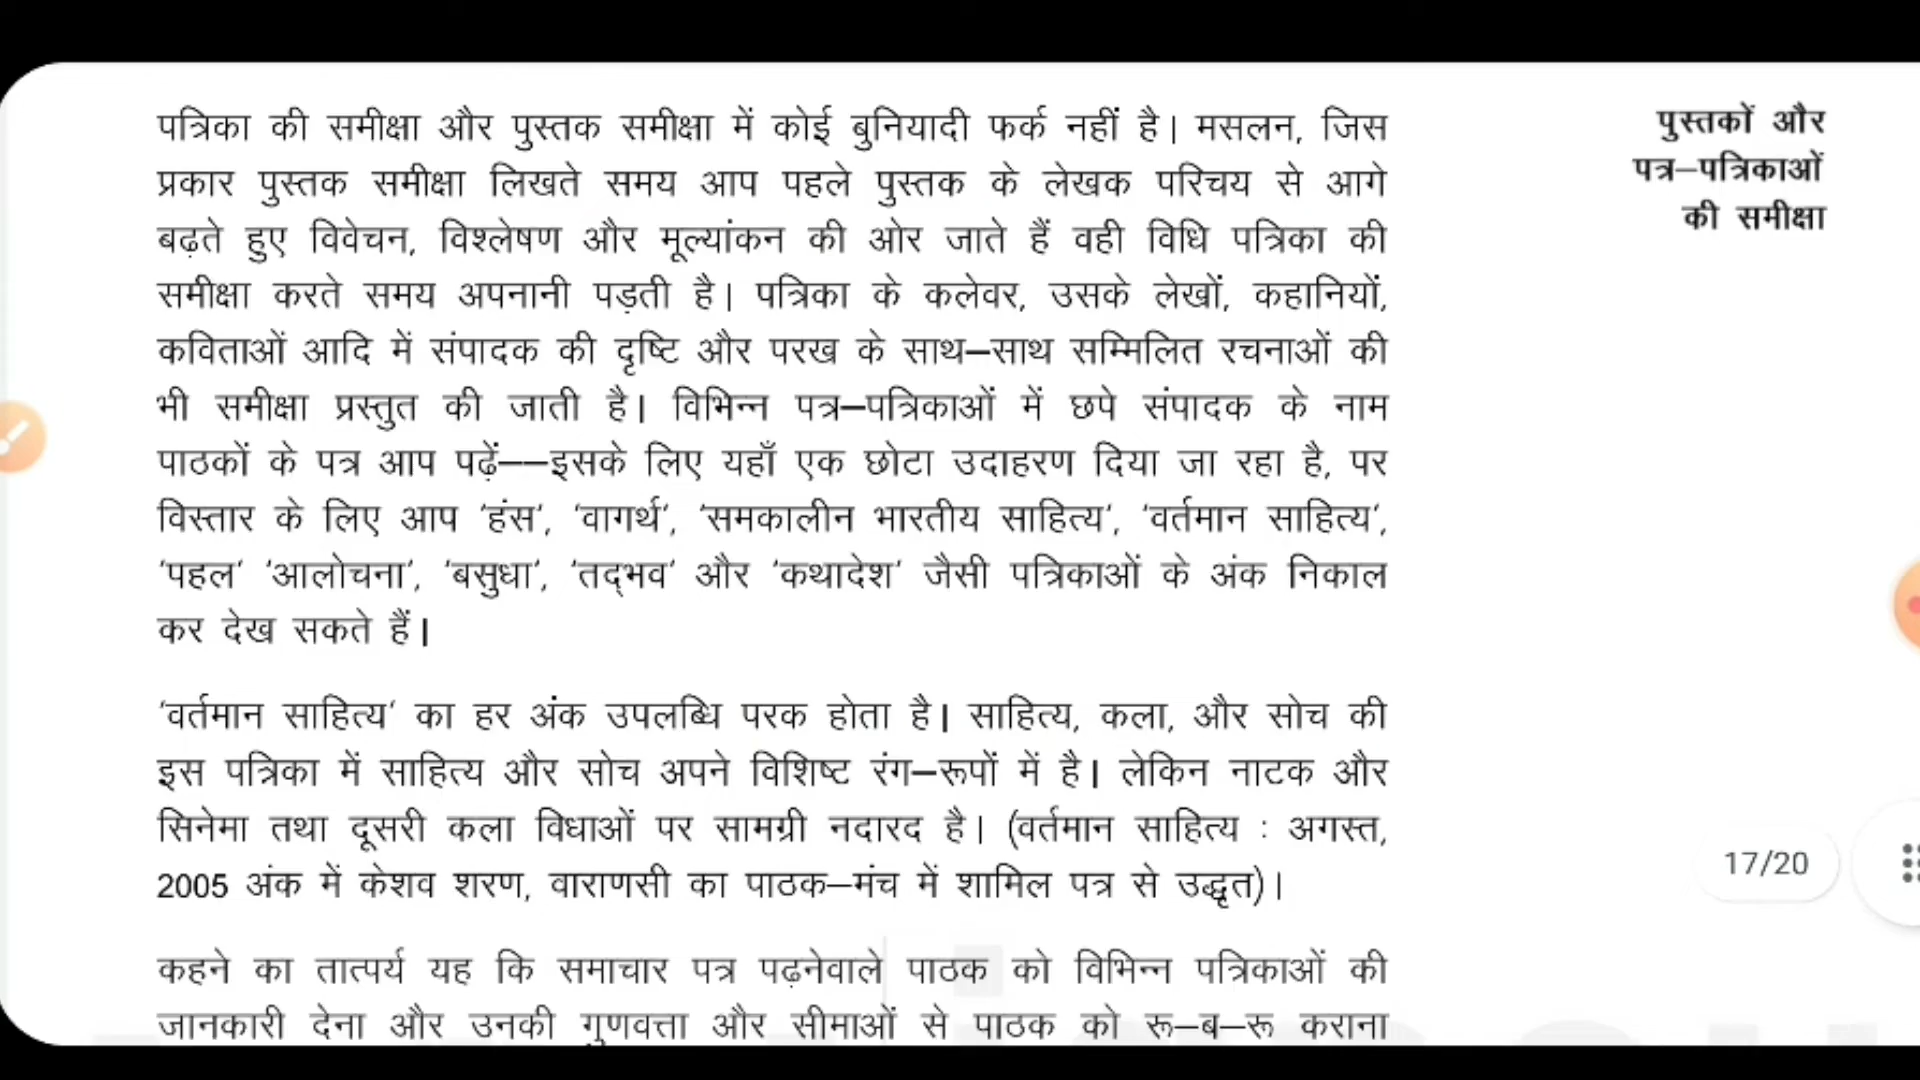 पत्रिका की समीक्षा और पुस्तक समीक्षा में कोई बुनियादी फर्क नहीं है। मसलन, जिस
प्रकार पुस्तक समीक्षा लिखते समय आप पहले पुस्तक के लेखक परिचय से आगे
बढ़ते हुए विवेचन, विश्लेषण और मूल्यांकन की ओर जाते हैं वही विधि पत्रिका की
समीक्षा करते समय अपनानी पड़ती है। पत्रिका के कलेवर, उसके लेखों, कहानियों,
कविताओं आदि में संपादक की दृष्टि और परख के साथ–साथ सम्मिलित रचनाओं की
भी समीक्षा प्रस्तुत की जाती है। विभिन्न पत्र–पत्रिकाओं में छपे संपादक के नाम
पाठकों के पत्र आप पढ़ें––इसके लिए यहाँ एक छोटा उदाहरण दिया जा रहा है, पर
विस्तार के लिए आप 'हंस', 'वागर्थ', 'समकालीन भारतीय साहित्य', 'वर्तमान साहित्य',
'पहल' 'आलोचना', 'बसुधा', 'तद्भव' और 'कथादेश' जैसी पत्रिकाओं के अंक निकाल
कर देख सकते हैं।
'वर्तमान साहित्य' का हर अंक उपलब्धि परक होता है। साहित्य, कला, और सोच की
इस पत्रिका में साहित्य और सोच अपने विशिष्ट रंग–रूपों में है। लेकिन नाटक और
सिनेमा तथा दूसरी कला विधाओं पर सामग्री नदारद है। (वर्तमान साहित्य : अगस्त,
2005 अंक में केशव शरण, वाराणसी का पाठक–मंच में शामिल पत्र से उद्धृत)।
कहने का तात्पर्य यह कि समाचार पत्र पढ़नेवाले पाठक को विभिन्न पत्रिकाओं की
जानकारी देना और उनकी गुणवत्ता और सीमाओं से पाठक को रू–ब–रू कराना
पुस्तकों और
पत्र–पत्रिकाओं
की समीक्षा
17/20